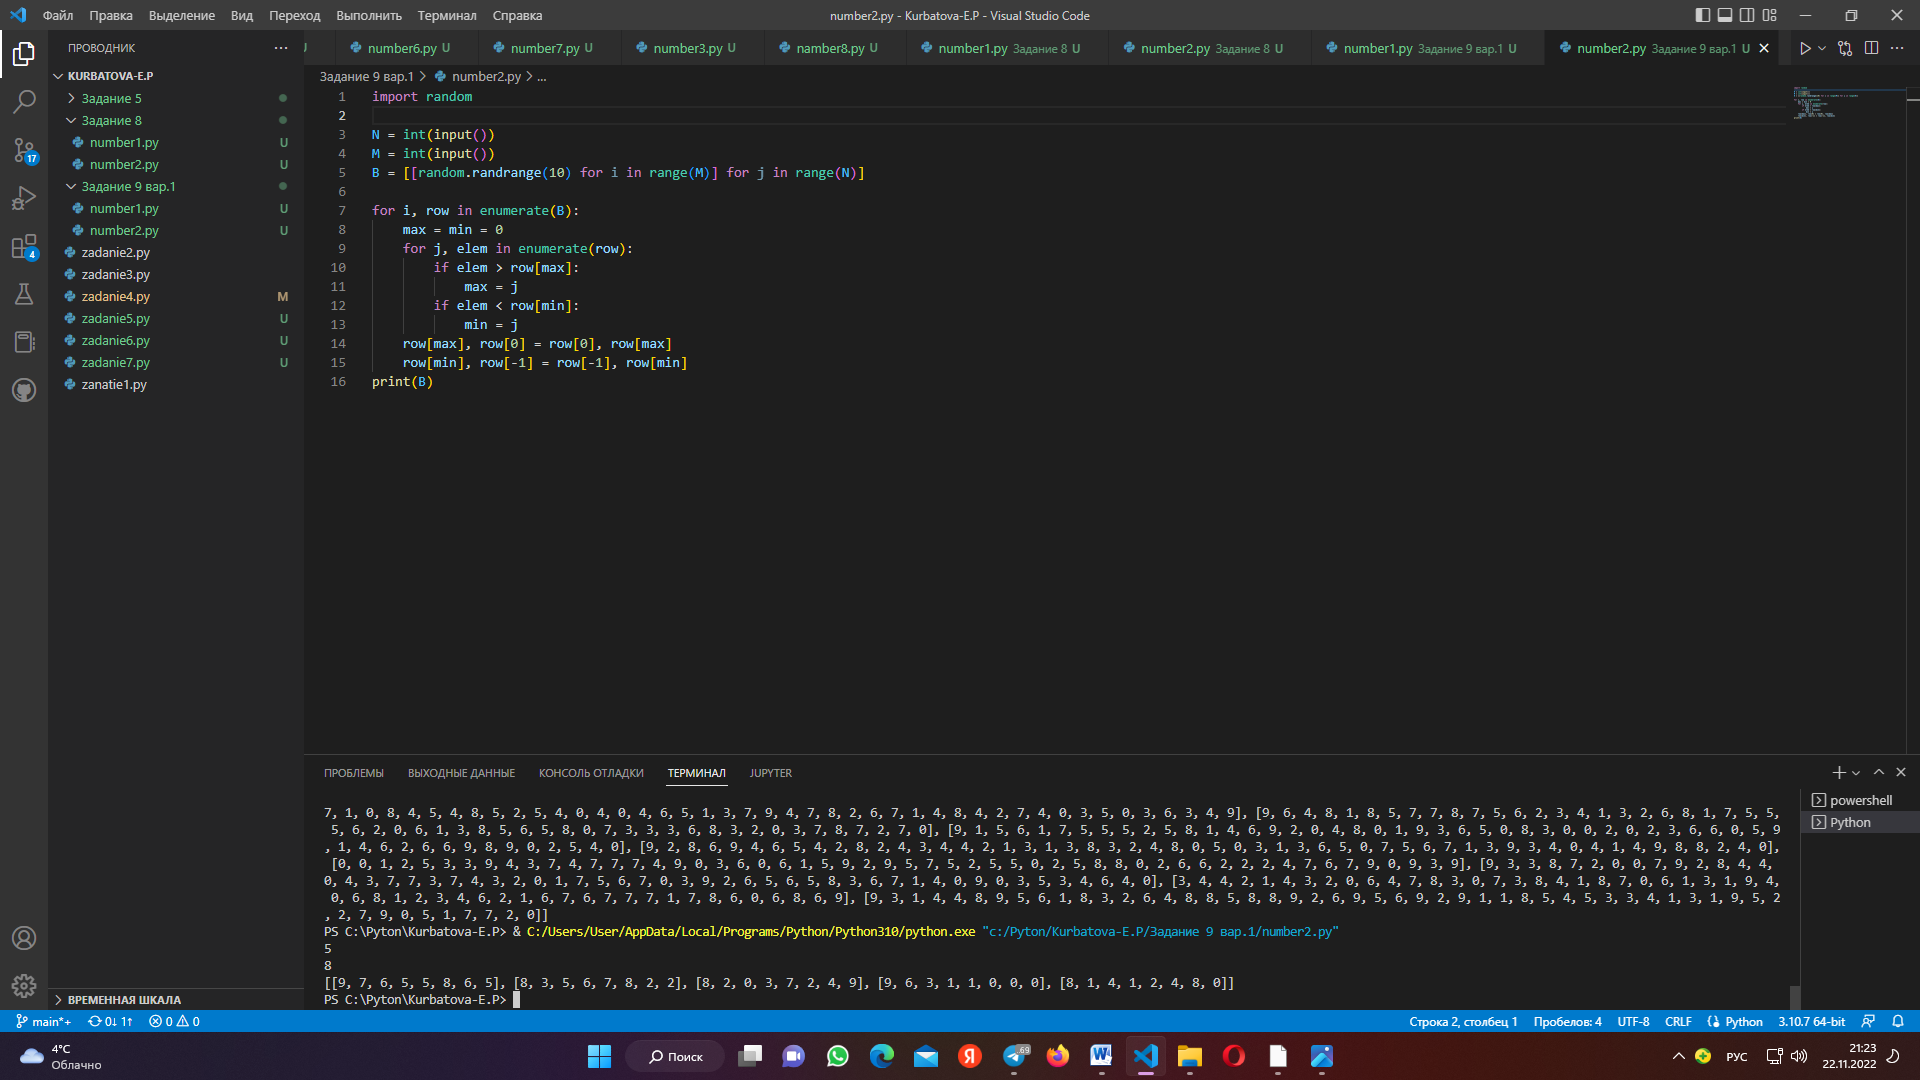 Файл Правка Выделение Вид Переход Выполнить Терминал Справка
number2.py - Kurbatova-E.P - Visual Studio Code
ПРОВОДНИК
number6.py U number7.py U number3.py U namber8.py U number1.py Задание 8 U number2.py Задание 8 U number1.py Задание 9 вар.1 U number2.py Задание 9 вар.1 U
KURBATOVA-E.P
Задание 5
Задание 8
number1.py U
number2.py U
Задание 9 вар.1
number1.py U
number2.py U
zadanie2.py
zadanie3.py
zadanie4.py M
zadanie5.py U
zadanie6.py U
zadanie7.py U
zanatie1.py
ВРЕМЕННАЯ ШКАЛА
17
4
Задание 9 вар.1 > number2.py > ...
1 import random
2
3 N = int(input())
4 M = int(input())
5 B = [[random.randrange(10) for i in range(M)] for j in range(N)]
6
7 for i, row in enumerate(B):
8 max = min = 0
9 for j, elem in enumerate(row):
10 if elem > row[max]:
11 max = j
12 if elem < row[min]:
13 min = j
14 row[max], row[0] = row[0], row[max]
15 row[min], row[-1] = row[-1], row[min]
16 print(B)
ПРОБЛЕМЫ ВЫХОДНЫЕ ДАННЫЕ КОНСОЛЬ ОТЛАДКИ ТЕРМИНАЛ JUPYTER
powershell
Python
7, 1, 0, 8, 4, 5, 4, 8, 5, 2, 5, 4, 0, 4, 0, 4, 6, 5, 1, 3, 7, 9, 4, 7, 8, 2, 6, 7, 1, 4, 8, 4, 2, 7, 4, 0, 3, 5, 0, 3, 6, 3, 4, 9], [9, 6, 4, 8, 1, 8, 5, 7, 7, 8, 7, 5, 6, 2, 3, 4, 1, 3, 2, 6, 8, 1, 7, 5, 5,
5, 6, 2, 0, 6, 1, 3, 8, 5, 6, 5, 8, 0, 7, 3, 3, 3, 6, 8, 3, 2, 0, 3, 7, 8, 7, 2, 7, 0], [9, 1, 5, 6, 1, 7, 5, 5, 5, 2, 5, 8, 1, 4, 6, 9, 2, 0, 4, 8, 0, 1, 9, 3, 6, 5, 0, 8, 3, 0, 0, 2, 0, 2, 3, 6, 6, 0, 5, 9
, 1, 4, 6, 2, 6, 6, 9, 8, 9, 0, 2, 5, 4, 0], [9, 2, 8, 6, 9, 4, 6, 5, 4, 2, 8, 2, 4, 3, 4, 4, 2, 1, 3, 1, 3, 8, 3, 2, 4, 8, 0, 5, 0, 3, 1, 3, 6, 5, 0, 7, 5, 6, 7, 1, 3, 9, 3, 4, 0, 4, 1, 4, 9, 8, 8, 2, 4, 0],
[0, 0, 1, 2, 5, 3, 3, 9, 4, 3, 7, 4, 7, 7, 7, 4, 9, 0, 3, 6, 0, 6, 1, 5, 9, 2, 9, 5, 7, 5, 2, 5, 5, 0, 2, 5, 8, 8, 0, 2, 6, 6, 2, 2, 2, 4, 7, 6, 7, 9, 0, 9, 3, 9], [9, 3, 3, 8, 7, 2, 0, 0, 7, 9, 2, 8, 4, 4,
0, 4, 3, 7, 7, 3, 7, 4, 3, 2, 0, 1, 7, 5, 6, 7, 0, 3, 9, 2, 6, 5, 6, 5, 8, 3, 6, 7, 1, 4, 0, 9, 0, 3, 5, 3, 4, 6, 4, 0], [3, 4, 4, 2, 1, 4, 3, 2, 0, 6, 4, 7, 8, 3, 0, 7, 3, 8, 4, 1, 8, 7, 0, 6, 1, 3, 1, 9, 4,
0, 6, 8, 1, 2, 3, 4, 6, 2, 1, 6, 7, 6, 7, 7, 7, 1, 7, 8, 6, 0, 6, 8, 6, 9], [9, 3, 1, 4, 4, 8, 9, 5, 6, 1, 8, 3, 2, 6, 4, 8, 8, 5, 8, 8, 9, 2, 6, 9, 5, 6, 9, 2, 9, 1, 1, 8, 5, 4, 5, 3, 3, 4, 1, 3, 1, 9, 5, 2
, 2, 7, 9, 0, 5, 1, 7, 7, 2, 0]]
PS C:\Pyton\Kurbatova-E.P> & C:/Users/User/AppData/Local/Programs/Python/Python310/python.exe "c:/Pyton/Kurbatova-E.P/Задание 9 вар.1/number2.py"
5
8
[[9, 7, 6, 5, 5, 8, 6, 5], [8, 3, 5, 6, 7, 8, 2, 2], [8, 2, 0, 3, 7, 2, 4, 9], [9, 6, 3, 1, 1, 0, 0, 0], [8, 1, 4, 1, 2, 4, 8, 0]]
PS C:\Pyton\Kurbatova-E.P>
main*+ 0↓ 1↑ 0 0
Строка 2, столбец 1 Пробелов: 4 UTF-8 CRLF Python 3.10.7 64-bit
4°C
Облачно
Поиск
69
РУС
21:23
22.11.2022